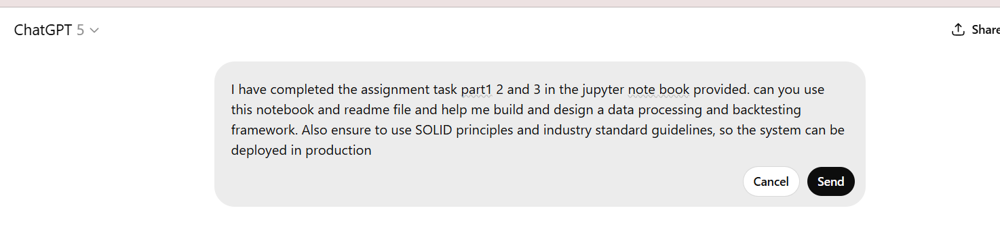 ChatGPT 5
Share
I have completed the assignment task part1 2 and 3 in the jupyter note book provided. can you use
this notebook and readme file and help me build and design a data processing and backtesting
framework. Also ensure to use SOLID principles and industry standard guidelines, so the system can be
deployed in production
Cancel
Send